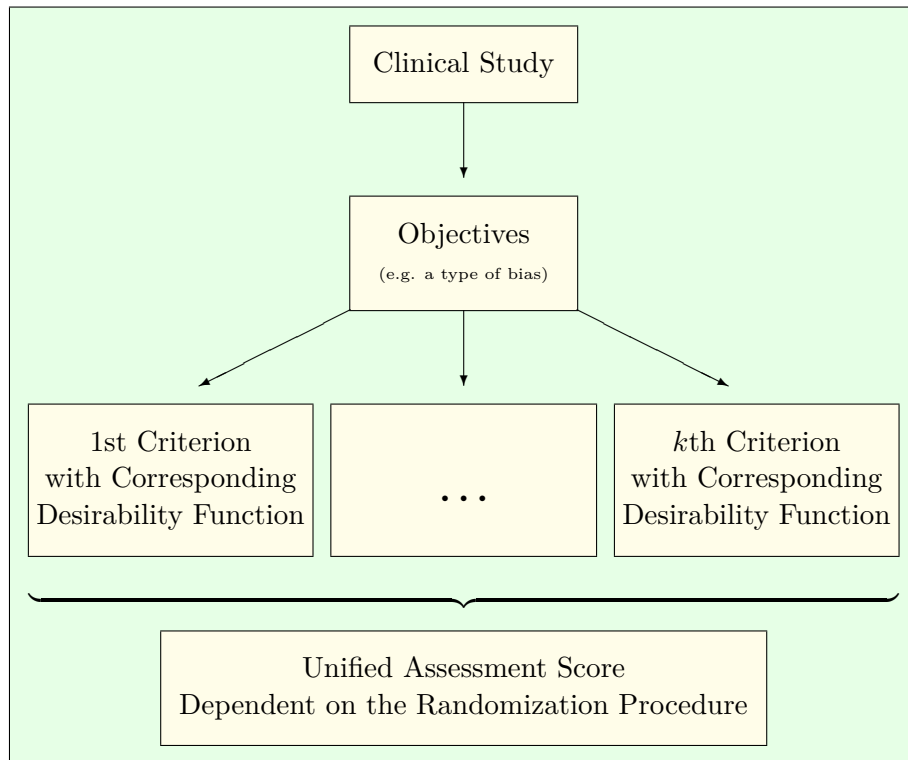 Clinical Study
Objectives
(e.g. a type of bias)
1st Criterion
with Corresponding
Desirability Function
...
kth Criterion
with Corresponding
Desirability Function
Unified Assessment Score
Dependent on the Randomization Procedure